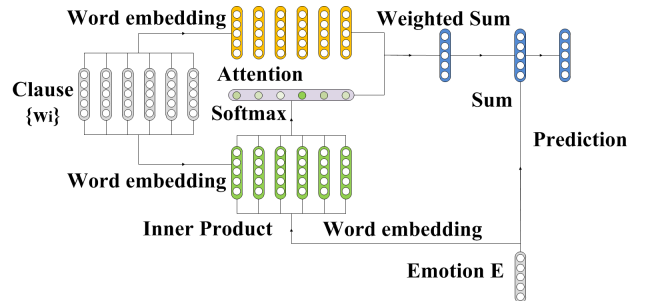 Word embedding
Weighted Sum
Clause
{wi}
Attention
Softmax
Sum
Prediction
Word embedding
Inner Product
Word embedding
Emotion E